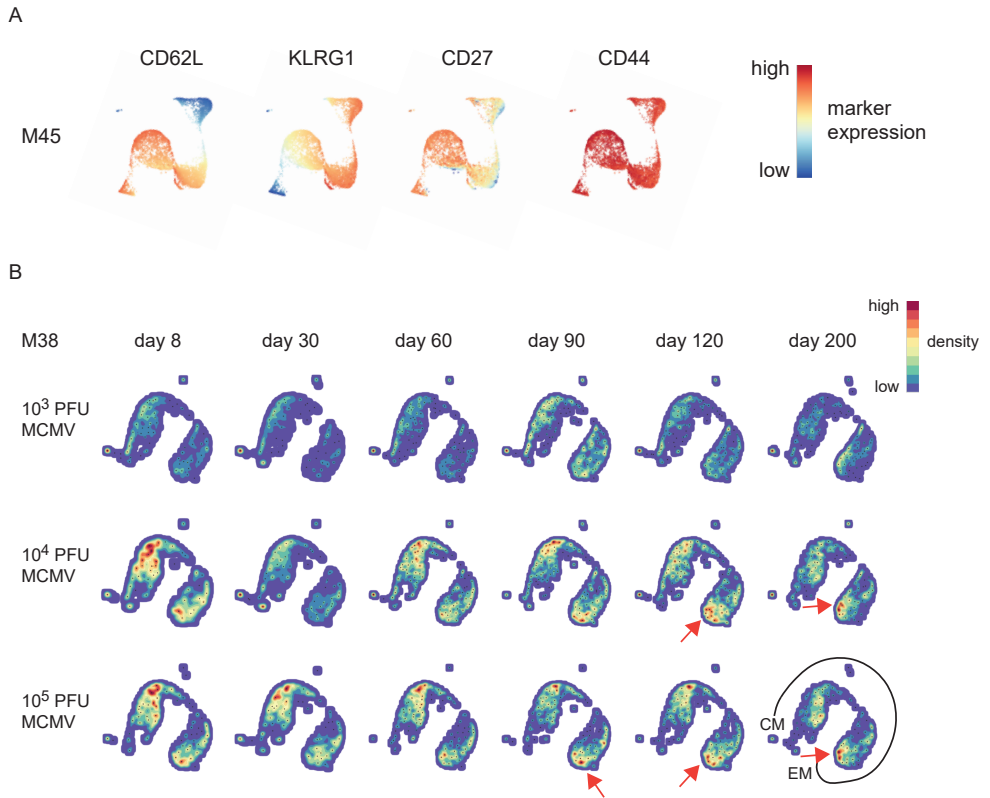 A
CD62L KLRG1 CD27 CD44
M45
high
marker
expression
low
B
M38 day 8 day 30 day 60 day 90 day 120 day 200
high
density
low
10³ PFU
MCMV
10⁴ PFU
MCMV
10⁵ PFU
MCMV
CM
EM